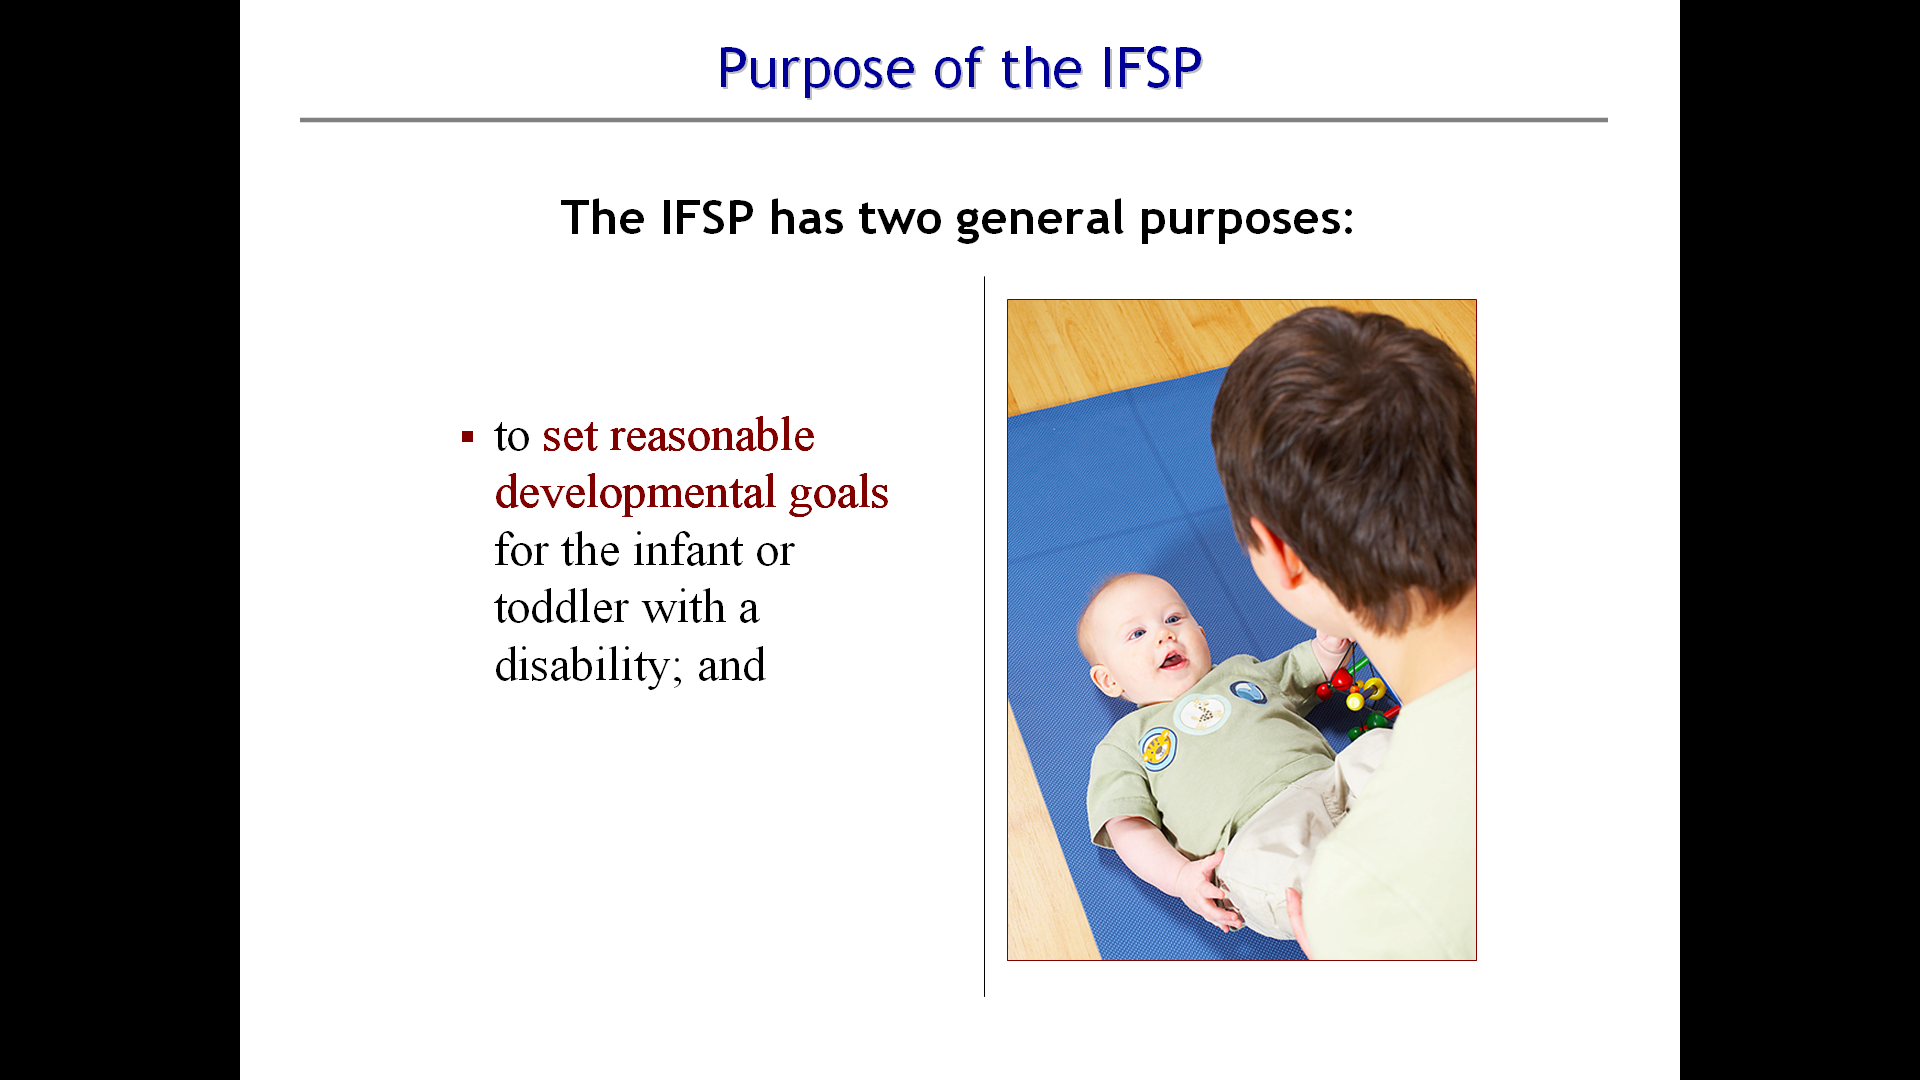 Purpose of the IFSP
The IFSP has two general purposes:
▪ to set reasonable
developmental goals
for the infant or
toddler with a
disability; and